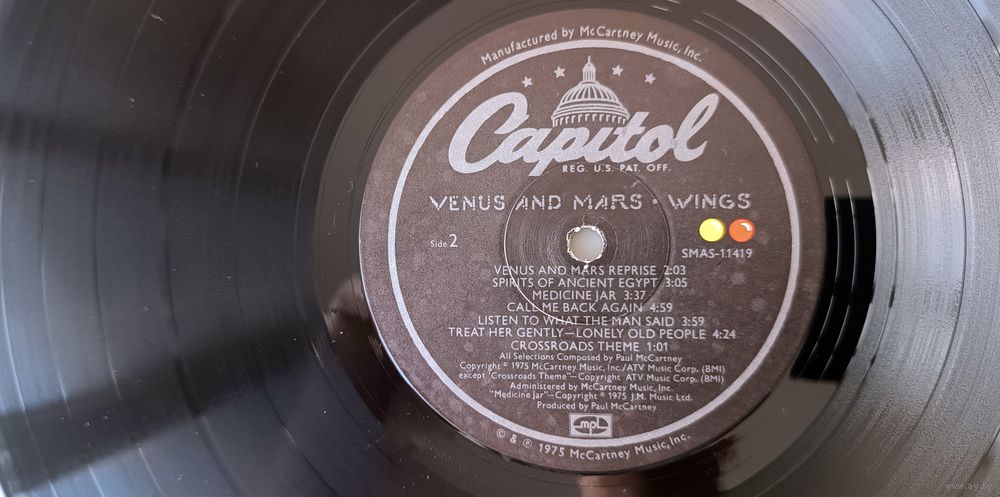 Manufactured by McCartney Music, Inc.
Capitol
REG. U.S. PAT. OFF.
VENUS AND MARS • WINGS
Side 2
SMAS-11419
VENUS AND MARS REPRISE 2:03
SPIRITS OF ANCIENT EGYPT 3:05
MEDICINE JAR 3:37
CALL ME BACK AGAIN 4:59
LISTEN TO WHAT THE MAN SAID 3:59
TREAT HER GENTLY—LONELY OLD PEOPLE 4:24
CROSSROADS THEME 1:01
All Selections Composed by Paul McCartney
Copyright © 1975 McCartney Music, Inc./ATV Music Corp. (BMI)
except 'Crossroads Theme'—Copyright ATV Music Corp. (BMI)
Administered by McCartney Music, Inc.
"Medicine Jar"—Copyright © 1975 J.M. Music Ltd.
Produced by Paul McCartney
mpl
© & ℗ 1975 McCartney Music, Inc.
www.ay.by